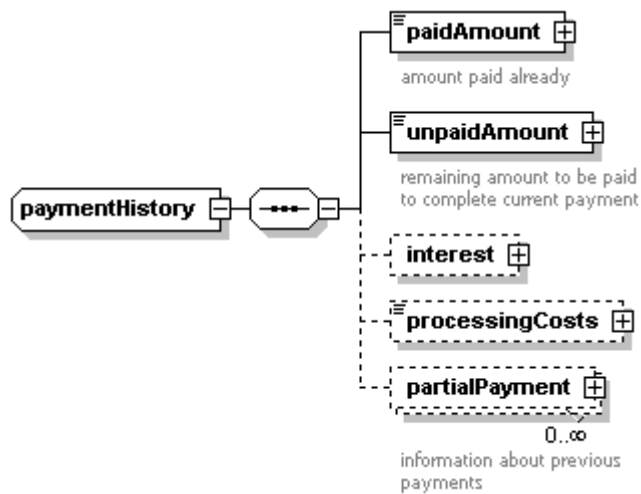 paidAmount
amount paid already
unpaidAmount
remaining amount to be paid
to complete current payment
paymentHistory
interest
processingCosts
partialPayment
0..∞
information about previous
payments